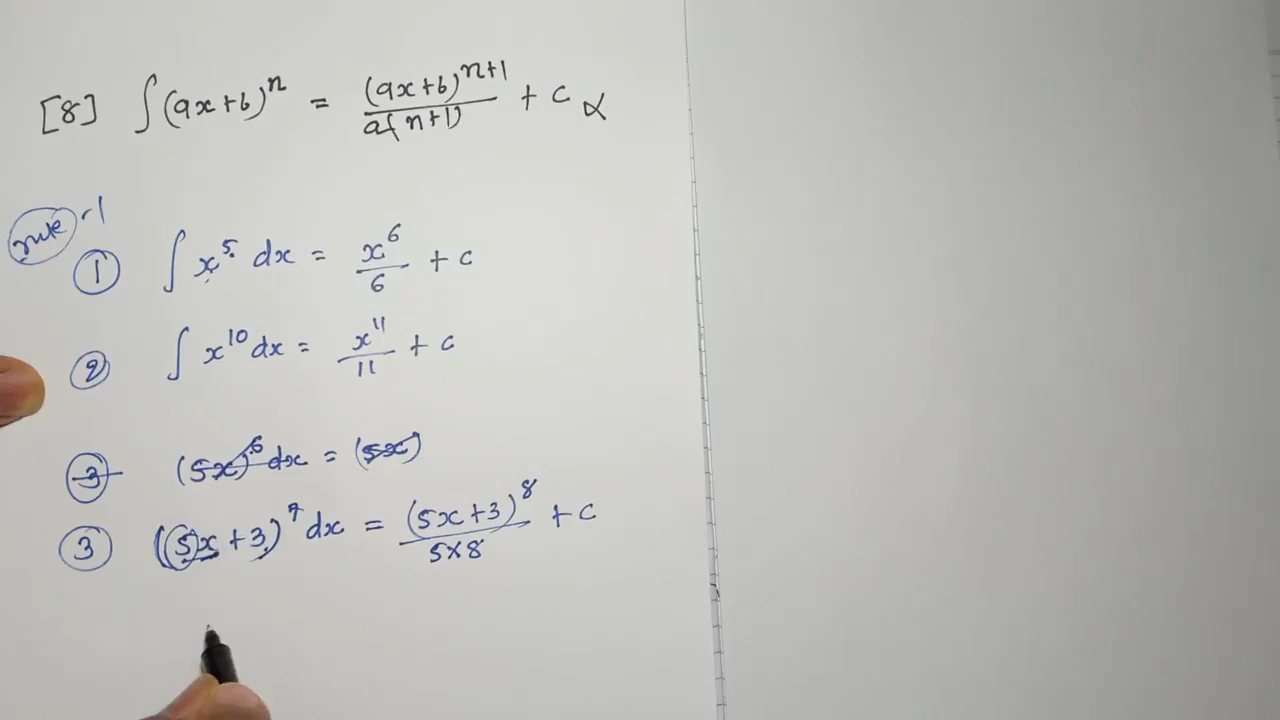 [8] ∫(ax+b)^n = (ax+b)^(n+1) / a(n+1) + c
rule-1
① ∫ x^5 dx = x^6 / 6 + c
② ∫ x^10 dx = x^11 / 11 + c
3 (5x)^6 dx = (5x)
③ (5x+3)^7 dx = (5x+3)^8 / 5×8 + c